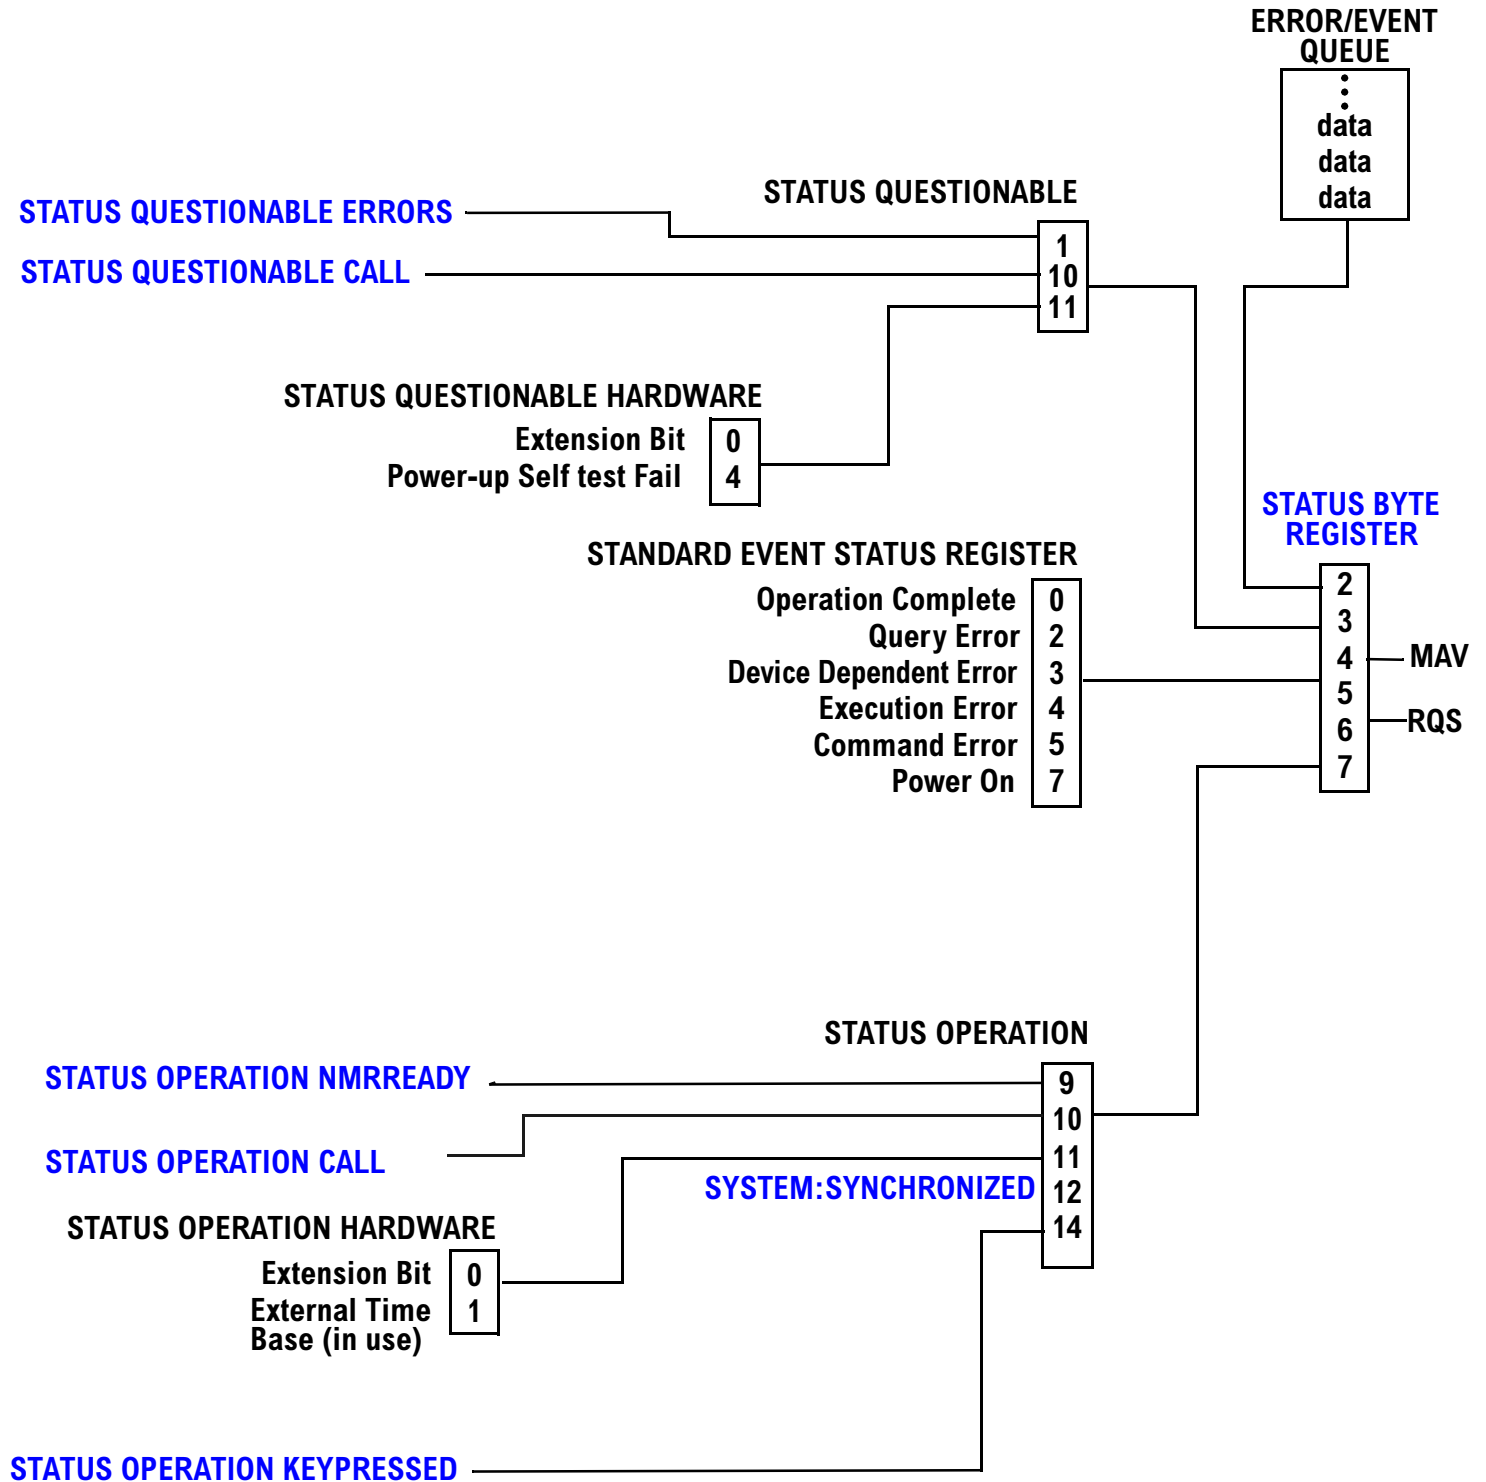 ERROR/EVENT
QUEUE
data
data
data
STATUS QUESTIONABLE
STATUS QUESTIONABLE ERRORS
1
STATUS QUESTIONABLE CALL
10
11
STATUS QUESTIONABLE HARDWARE
Extension Bit 0
Power-up Self test Fail 4
STATUS BYTE
REGISTER
2
3
4 MAV
5
6 RQS
7
STANDARD EVENT STATUS REGISTER
Operation Complete 0
Query Error 2
Device Dependent Error 3
Execution Error 4
Command Error 5
Power On 7
STATUS OPERATION
STATUS OPERATION NMRREADY
9
10
STATUS OPERATION CALL
11
SYSTEM:SYNCHRONIZED 12
14
STATUS OPERATION HARDWARE
Extension Bit 0
External Time 1
Base (in use)
STATUS OPERATION KEYPRESSED